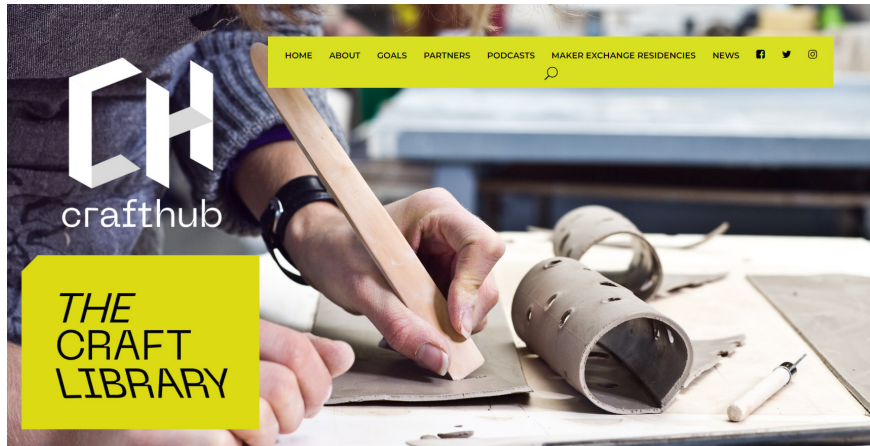 HOME ABOUT GOALS PARTNERS PODCASTS MAKER EXCHANGE RESIDENCIES NEWS
CH
crafthub
THE
CRAFT
LIBRARY